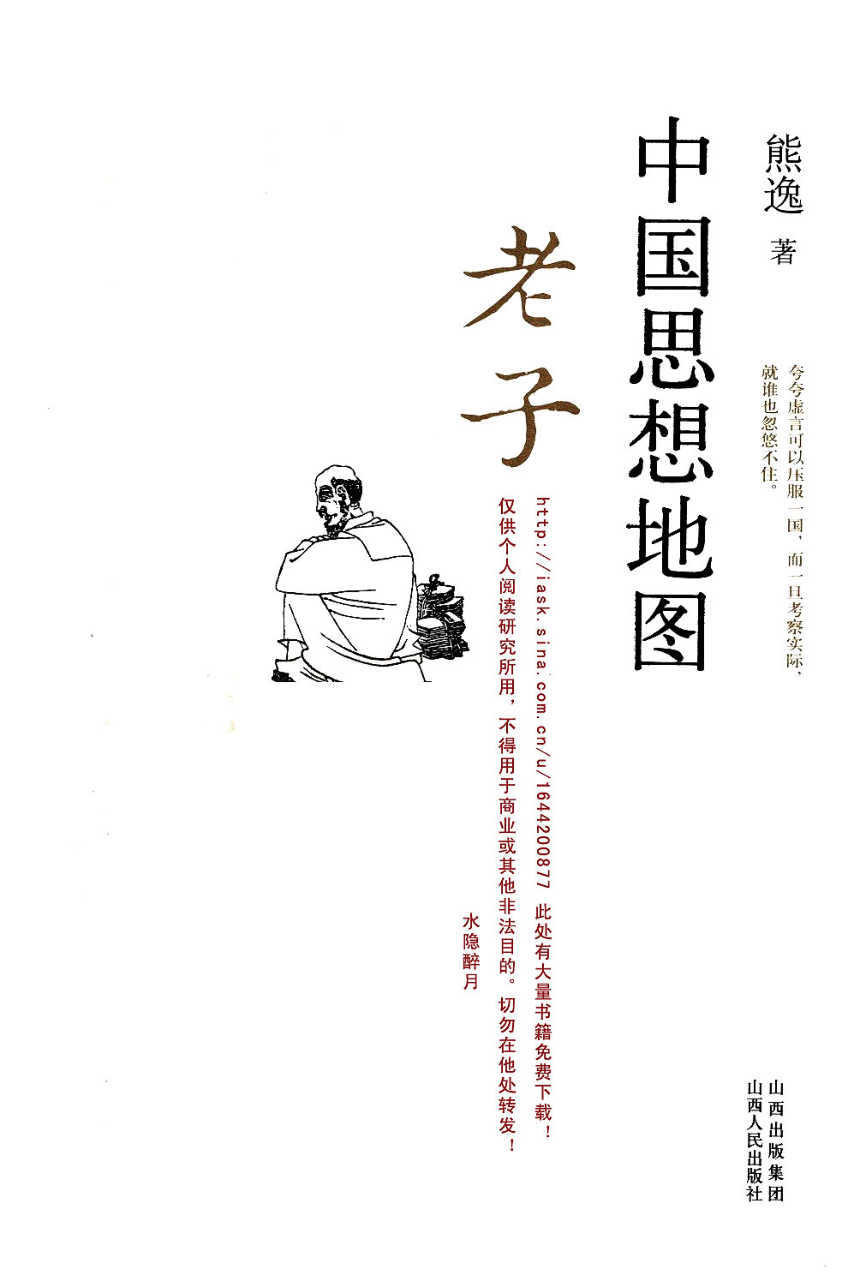 熊逸 著
夸夸虚言可以压服一国，而一旦考察实际，
就谁也忽悠不住。
中国思想地图
老子
http://iask.sina.com.cn/u/1644200877 此处有大量书籍免费下载！
仅供个人阅读研究所用，不得用于商业或其他非法目的。切勿在他处转发！
水隐醉月
山西出版集团
山西人民出版社